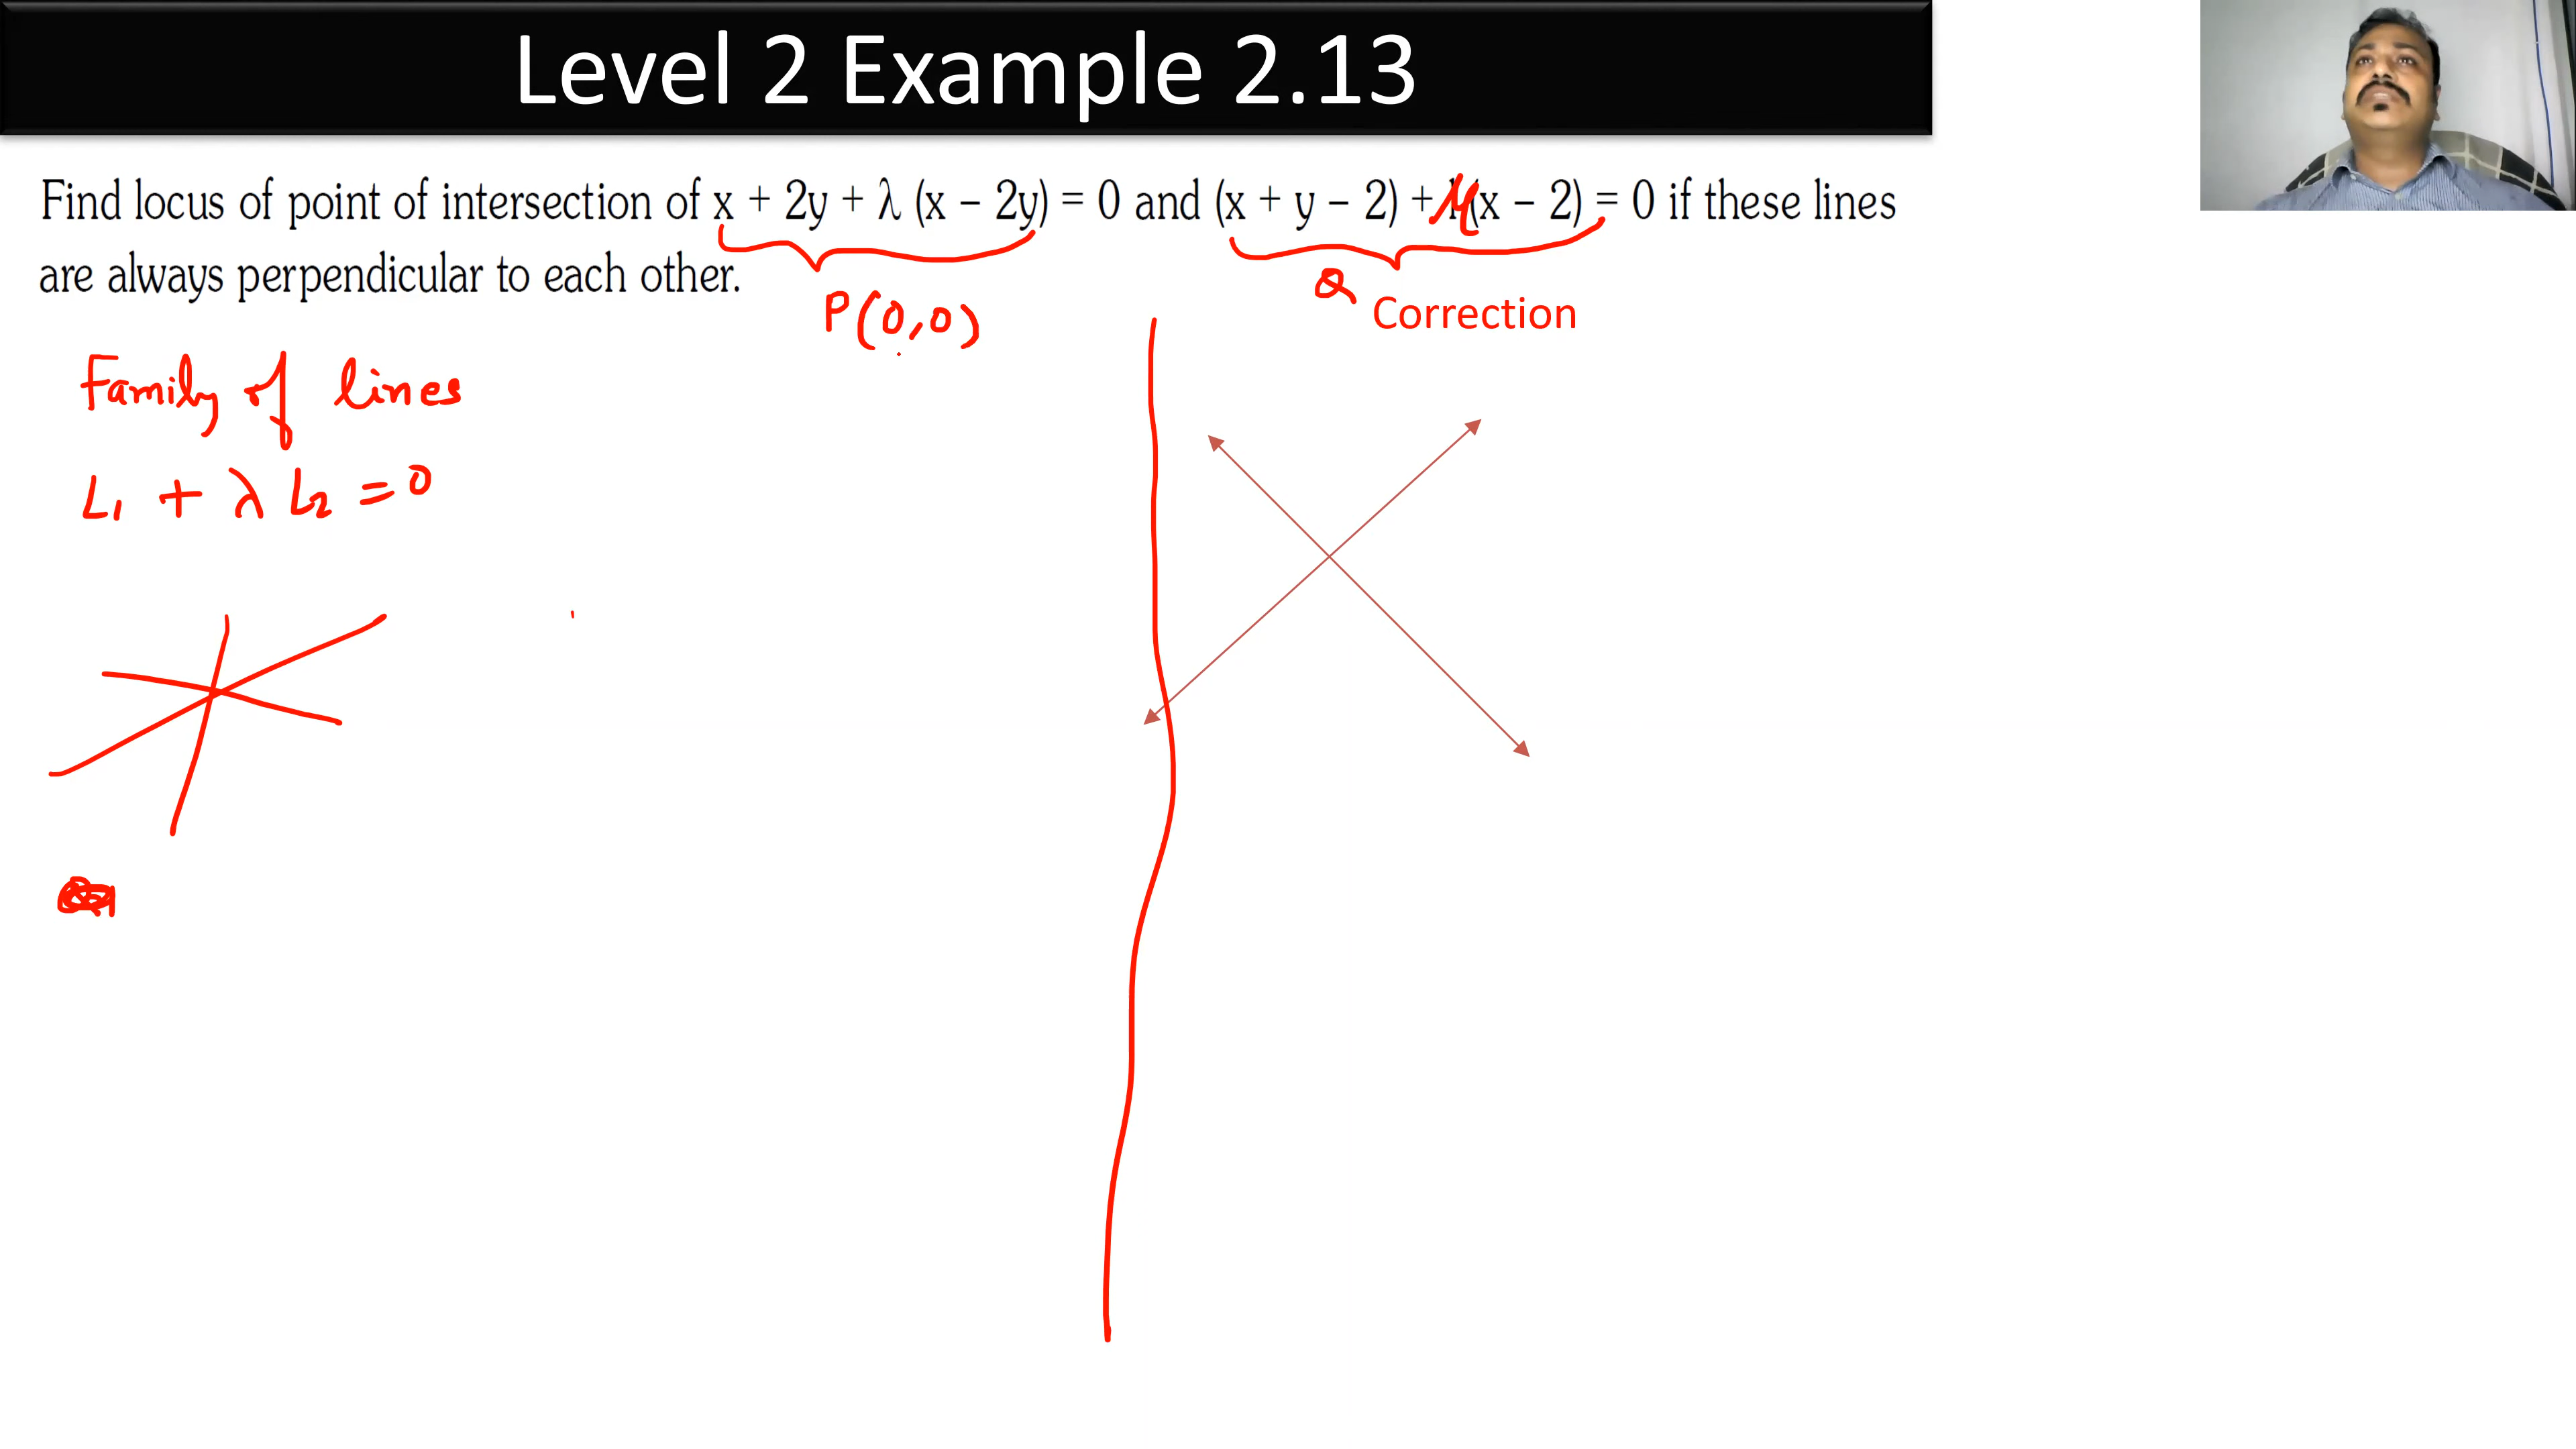 Level 2 Example 2.13
Find locus of point of intersection of x + 2y + λ (x – 2y) = 0 and (x + y – 2) + μ(x – 2) = 0 if these lines
are always perpendicular to each other.
P(0,0)
Q
Correction
Family of lines
L₁ + λ L₂ = 0